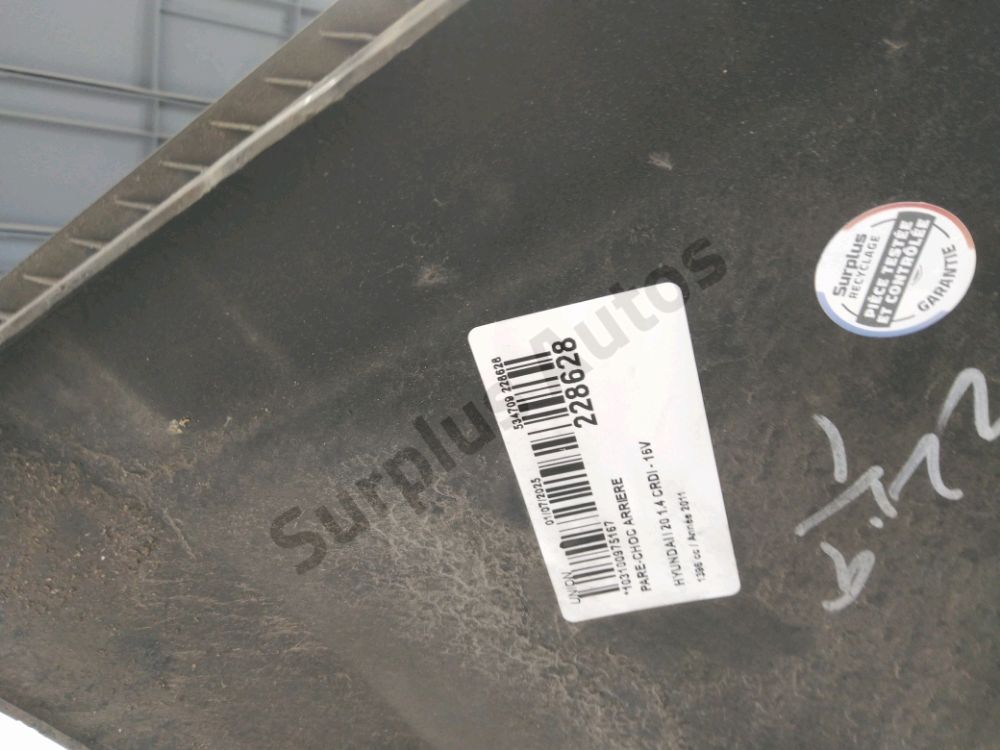 UNION 01/07/2025 534709 228628
228628
*103100975167
PARE-CHOC ARRIERE
HYUNDAI I 20 1.4 CRDI - 16V
1396 cc / Année 2011
Surplus
RECYCLAGE
PIÈCE TESTÉE
ET CONTRÔLÉE
GARANTIE
Surplus Autos